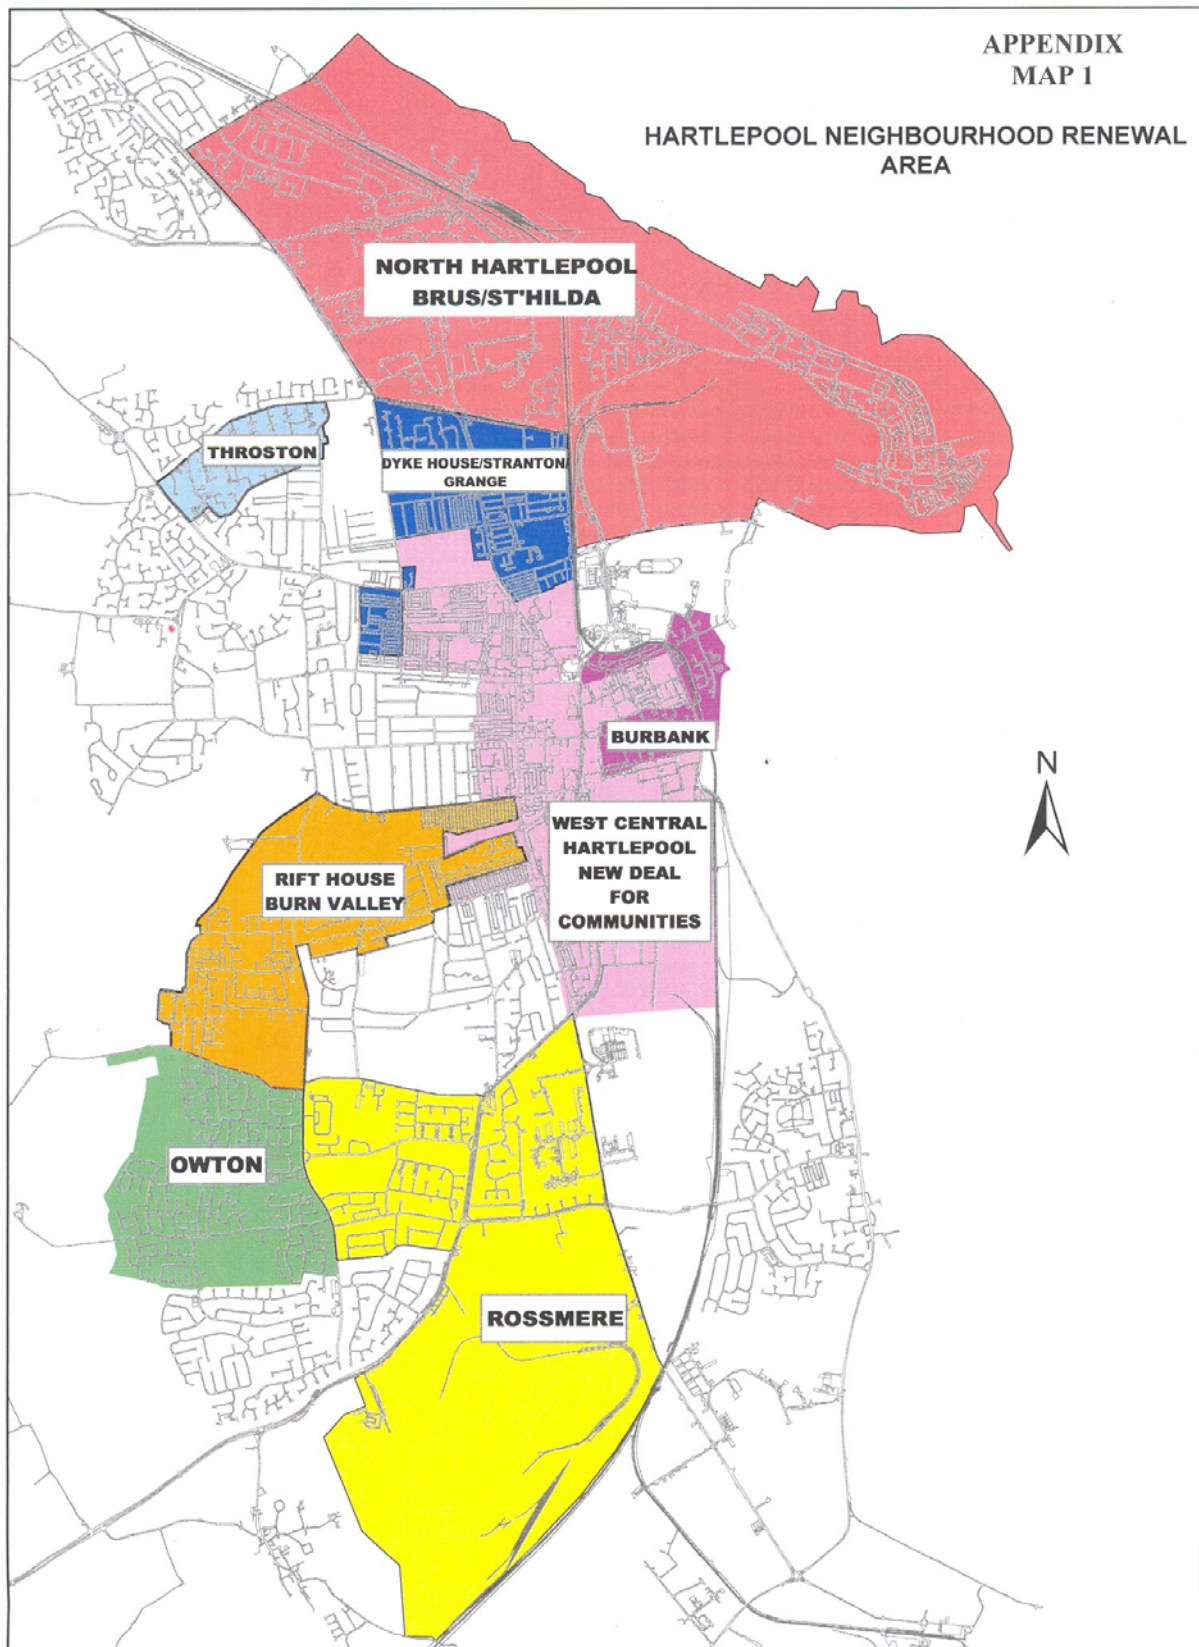 APPENDIX
MAP 1
HARTLEPOOL NEIGHBOURHOOD RENEWAL
AREA
NORTH HARTLEPOOL
BRUS/ST'HILDA
THROSTON
DYKE HOUSE/STRANTON/
GRANGE
BURBANK
N
WEST CENTRAL
HARTLEPOOL
NEW DEAL
FOR
COMMUNITIES
RIFT HOUSE
BURN VALLEY
OWTON
ROSSMERE